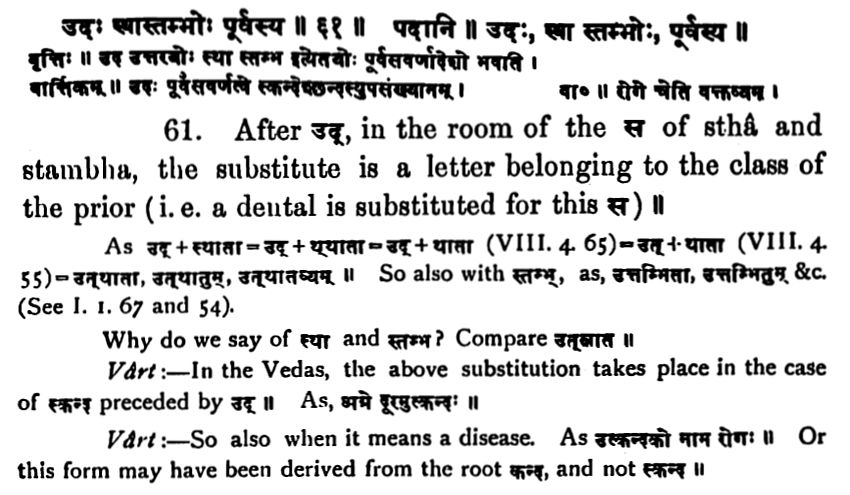 उदः स्थास्तम्भोः पूर्वस्य ॥ ६१ ॥ पदानि ॥ उदः, स्था स्तम्भोः, पूर्वस्य ॥
वृत्तिः ॥ उद उत्तरयोः स्था स्तम्भ इत्येतयोः पूर्वसवर्णादेशो भवति ।
वार्त्तिकम् ॥ उदः पूर्वसवर्णत्वे स्कन्देश्छन्दस्युपसंख्यानम् । वा० ॥ रोगे चेति वक्तव्यम् ।
61. After उद्, in the room of the स of sthâ and
stambha, the substitute is a letter belonging to the class of
the prior (i. e. a dental is substituted for this स) ॥
As उद्+स्थाता=उद्+थ्थाता=उद्+थाता (VIII. 4. 65)=उत्+थाता (VIII. 4.
55)=उत्थाता, उत्थातुम्, उत्थातव्यम् ॥ So also with स्तम्भ्, as, उत्तम्भिता, उत्तम्भितुम् &c.
(See I. 1. 67 and 54).
Why do we say of स्था and स्तम्भ? Compare उत्स्नात ॥
Vârt:—In the Vedas, the above substitution takes place in the case
of स्कन्द preceded by उद् ॥ As, अग्ने दूरमुत्कन्दः ॥
Vârt:—So also when it means a disease. As उत्कन्दको नाम रोगः ॥ Or
this form may have been derived from the root कन्द, and not स्कन्द ॥